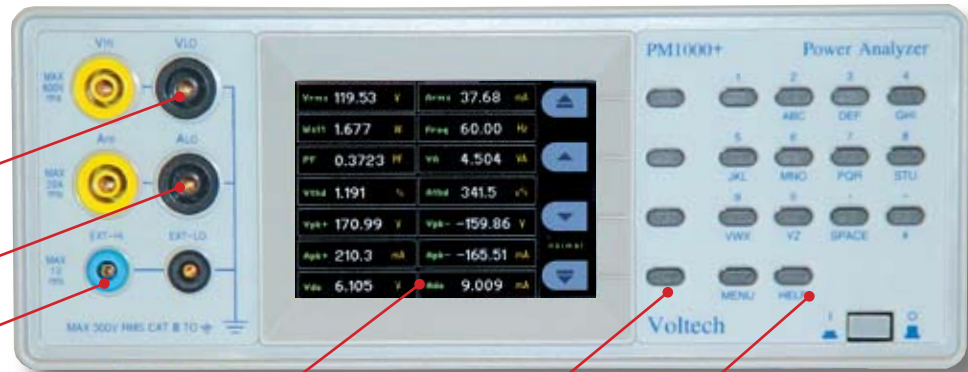 VHI VLO
MAX
600V
rms
AHI ALO
MAX
20A
rms
EXT-HI EXT-LO
MAX
rms
MAX 500V RMS CAT II TO
Vrms 119.53 V Arms 37.68 mA
Watt 1.677 W Freq 60.00 Hz
PF 0.3723 PF VA 4.504 VA
Vthd 1.191 % Athd 341.5 %
Vpk+ 170.99 V Vpk- -159.86 V
Apk+ 210.3 mA Apk- -165.51 mA
normal
Vdc 6.105 V Adc 9.009 mA
PM1000+ Power Analyzer
1 2 3 4
ABC DEF GHI
5 6 7 8
JKL MNO PQR STU
9 0 . -
VWX YZ SPACE
MENU HELP
Voltech
I O